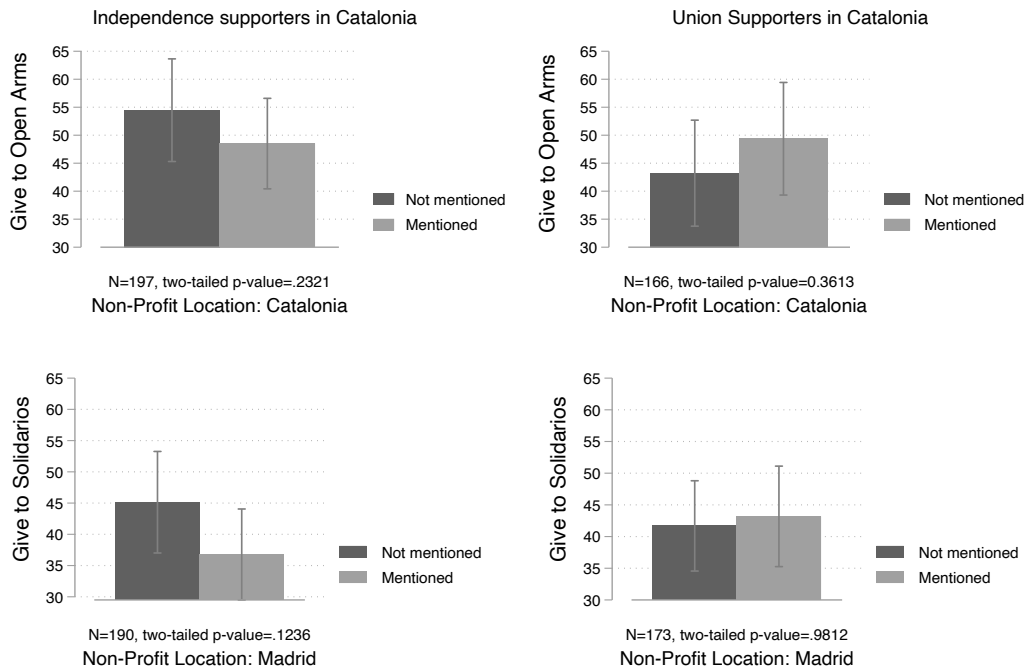 Independence supporters in Catalonia
Give to Open Arms
65
60
55
50
45
40
35
30
Not mentioned
Mentioned
N=197, two-tailed p-value=.2321
Non-Profit Location: Catalonia
Union Supporters in Catalonia
Give to Open Arms
65
60
55
50
45
40
35
30
Not mentioned
Mentioned
N=166, two-tailed p-value=0.3613
Non-Profit Location: Catalonia
Give to Solidarios
65
60
55
50
45
40
35
30
Not mentioned
Mentioned
N=190, two-tailed p-value=.1236
Non-Profit Location: Madrid
Give to Solidarios
65
60
55
50
45
40
35
30
Not mentioned
Mentioned
N=173, two-tailed p-value=.9812
Non-Profit Location: Madrid